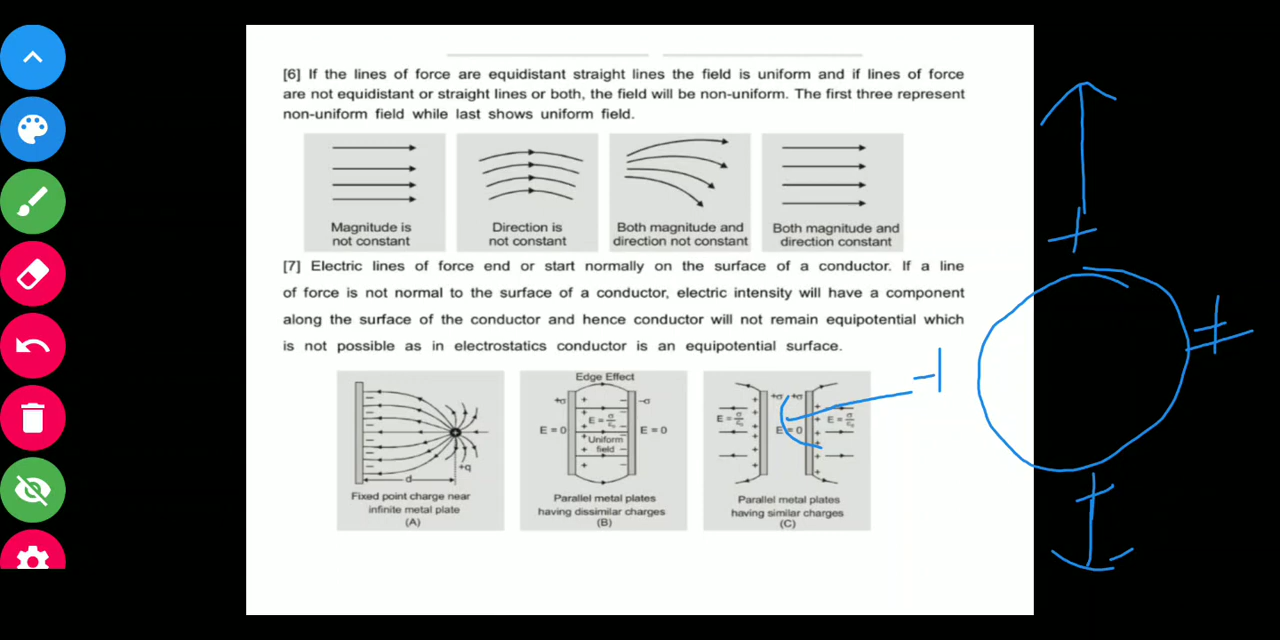 [6] If the lines of force are equidistant straight lines the field is uniform and if lines of force
are not equidistant or straight lines or both, the field will be non-uniform. The first three represent
non-uniform field while last shows uniform field.
Magnitude is
not constant
Direction is
not constant
Both magnitude and
direction not constant
Both magnitude and
direction constant
[7] Electric lines of force end or start normally on the surface of a conductor. If a line
of force is not normal to the surface of a conductor, electric intensity will have a component
along the surface of the conductor and hence conductor will not remain equipotential which
is not possible as in electrostatics conductor is an equipotential surface.
+q
d
Fixed point charge near
infinite metal plate
(A)
Edge Effect
+σ
-σ
E = 0
E = σ/ε₀
E = 0
Uniform
field
Parallel metal plates
having dissimilar charges
(B)
+σ +σ
E = σ/ε₀
E = 0
E = σ/ε₀
Parallel metal plates
having similar charges
(C)